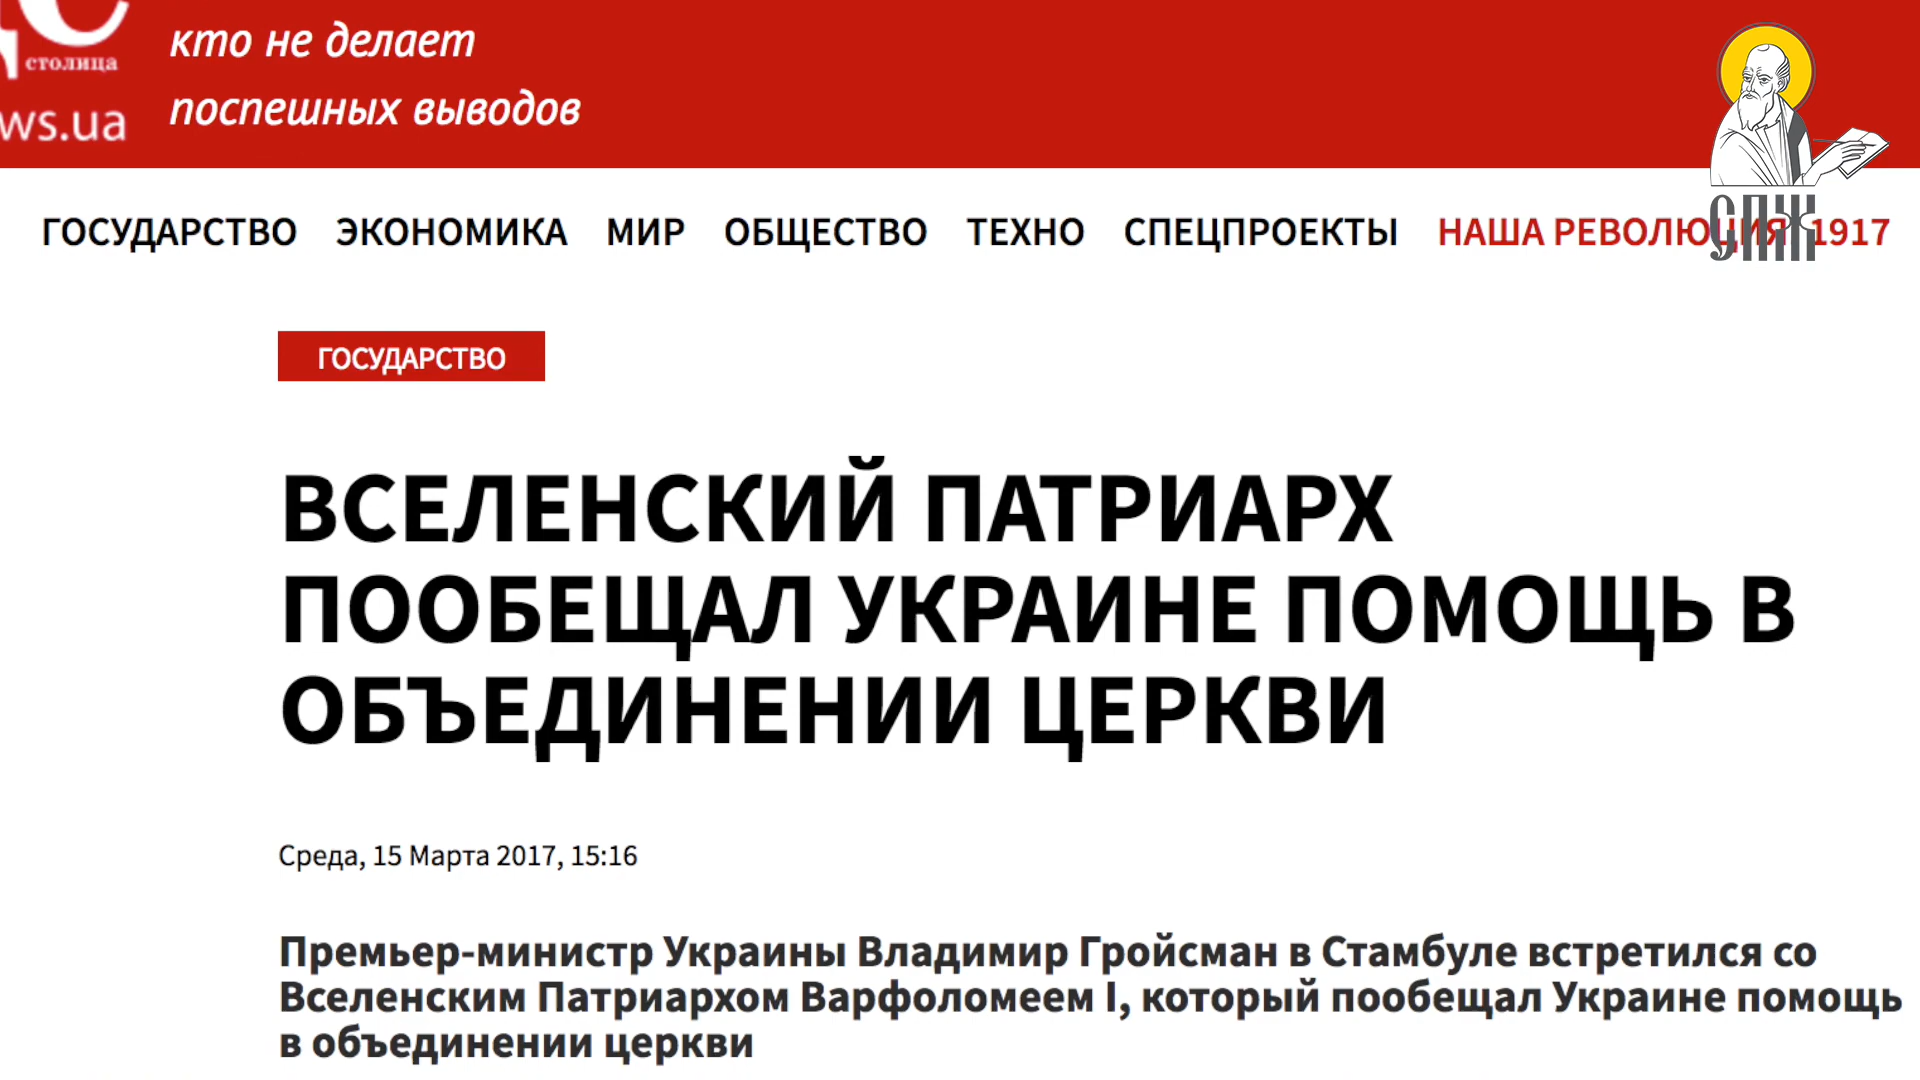 кто не делает
столица
поспешных выводов
ws.ua
ГОСУДАРСТВО ЭКОНОМИКА МИР ОБЩЕСТВО ТЕХНО СПЕЦПРОЕКТЫ НАША РЕВОЛЮЦИЯ 1917
СПЖ
ГОСУДАРСТВО
ВСЕЛЕНСКИЙ ПАТРИАРХ
ПООБЕЩАЛ УКРАИНЕ ПОМОЩЬ В
ОБЪЕДИНЕНИИ ЦЕРКВИ
Среда, 15 Марта 2017, 15:16
Премьер-министр Украины Владимир Гройсман в Стамбуле встретился со
Вселенским Патриархом Варфоломеем I, который пообещал Украине помощь
в объединении церкви